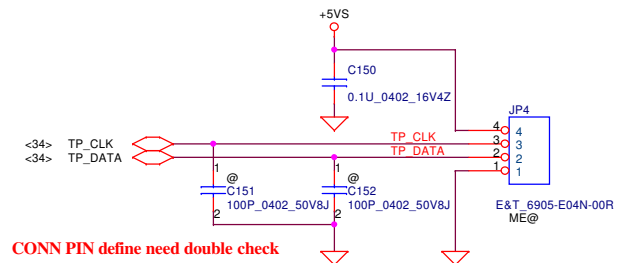 +5VS
C150
0.1U_0402_16V4Z
JP4
4 4
<34> TP_CLK TP_CLK 3 3
<34> TP_DATA TP_DATA 2 2
1 1
1 @ 1 @
C151 C152
100P_0402_50V8J 100P_0402_50V8J
2 2
E&T_6905-E04N-00R
ME@
CONN PIN define need double check